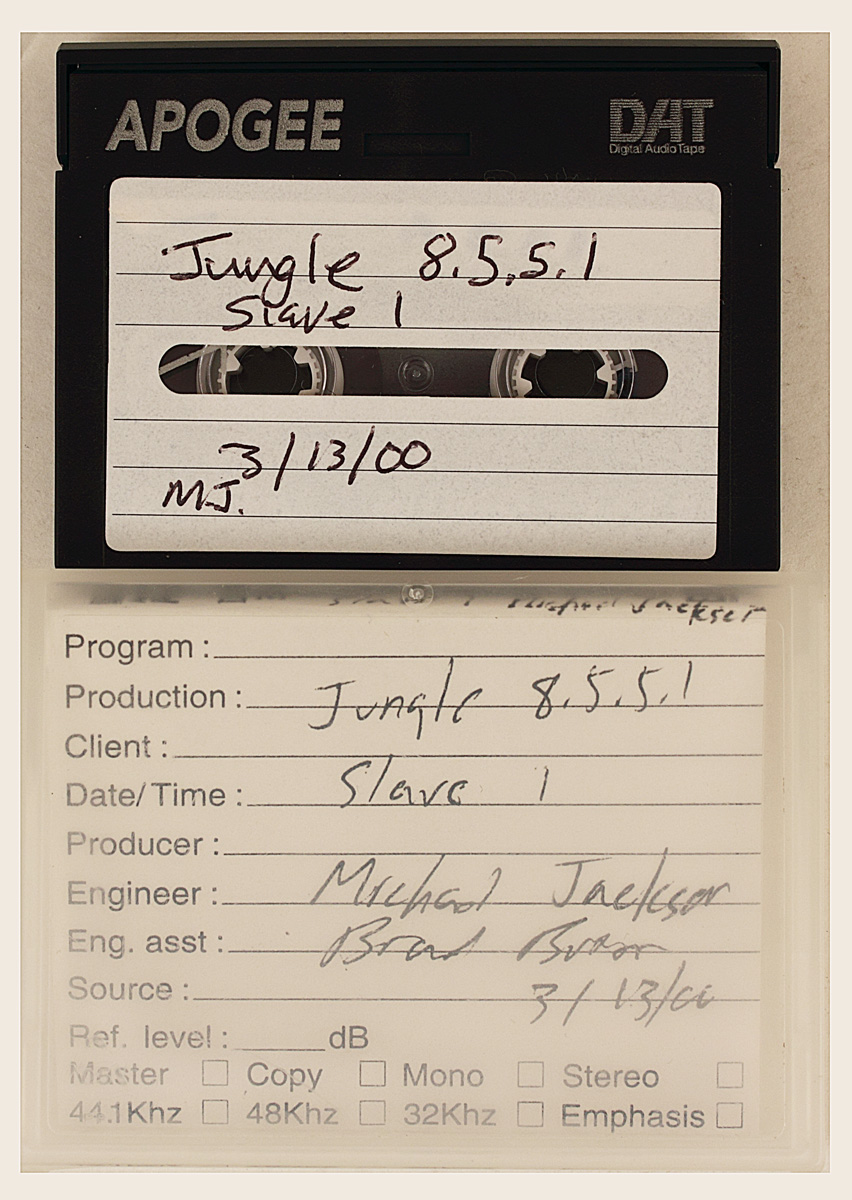 APOGEE
DAT
Digital Audio Tape
Jungle 8.5.5.1
Slave 1
3/13/00
MJ.
Michael Jackson
Program :
Production : Jungle 8.5.5.1
Client :
Date/Time : Slave 1
Producer :
Engineer : Michael Jackson
Eng. asst : Brad
Source : 3/13/00
Ref. level : dB
Master Copy Mono Stereo
44.1Khz 48Khz 32Khz Emphasis